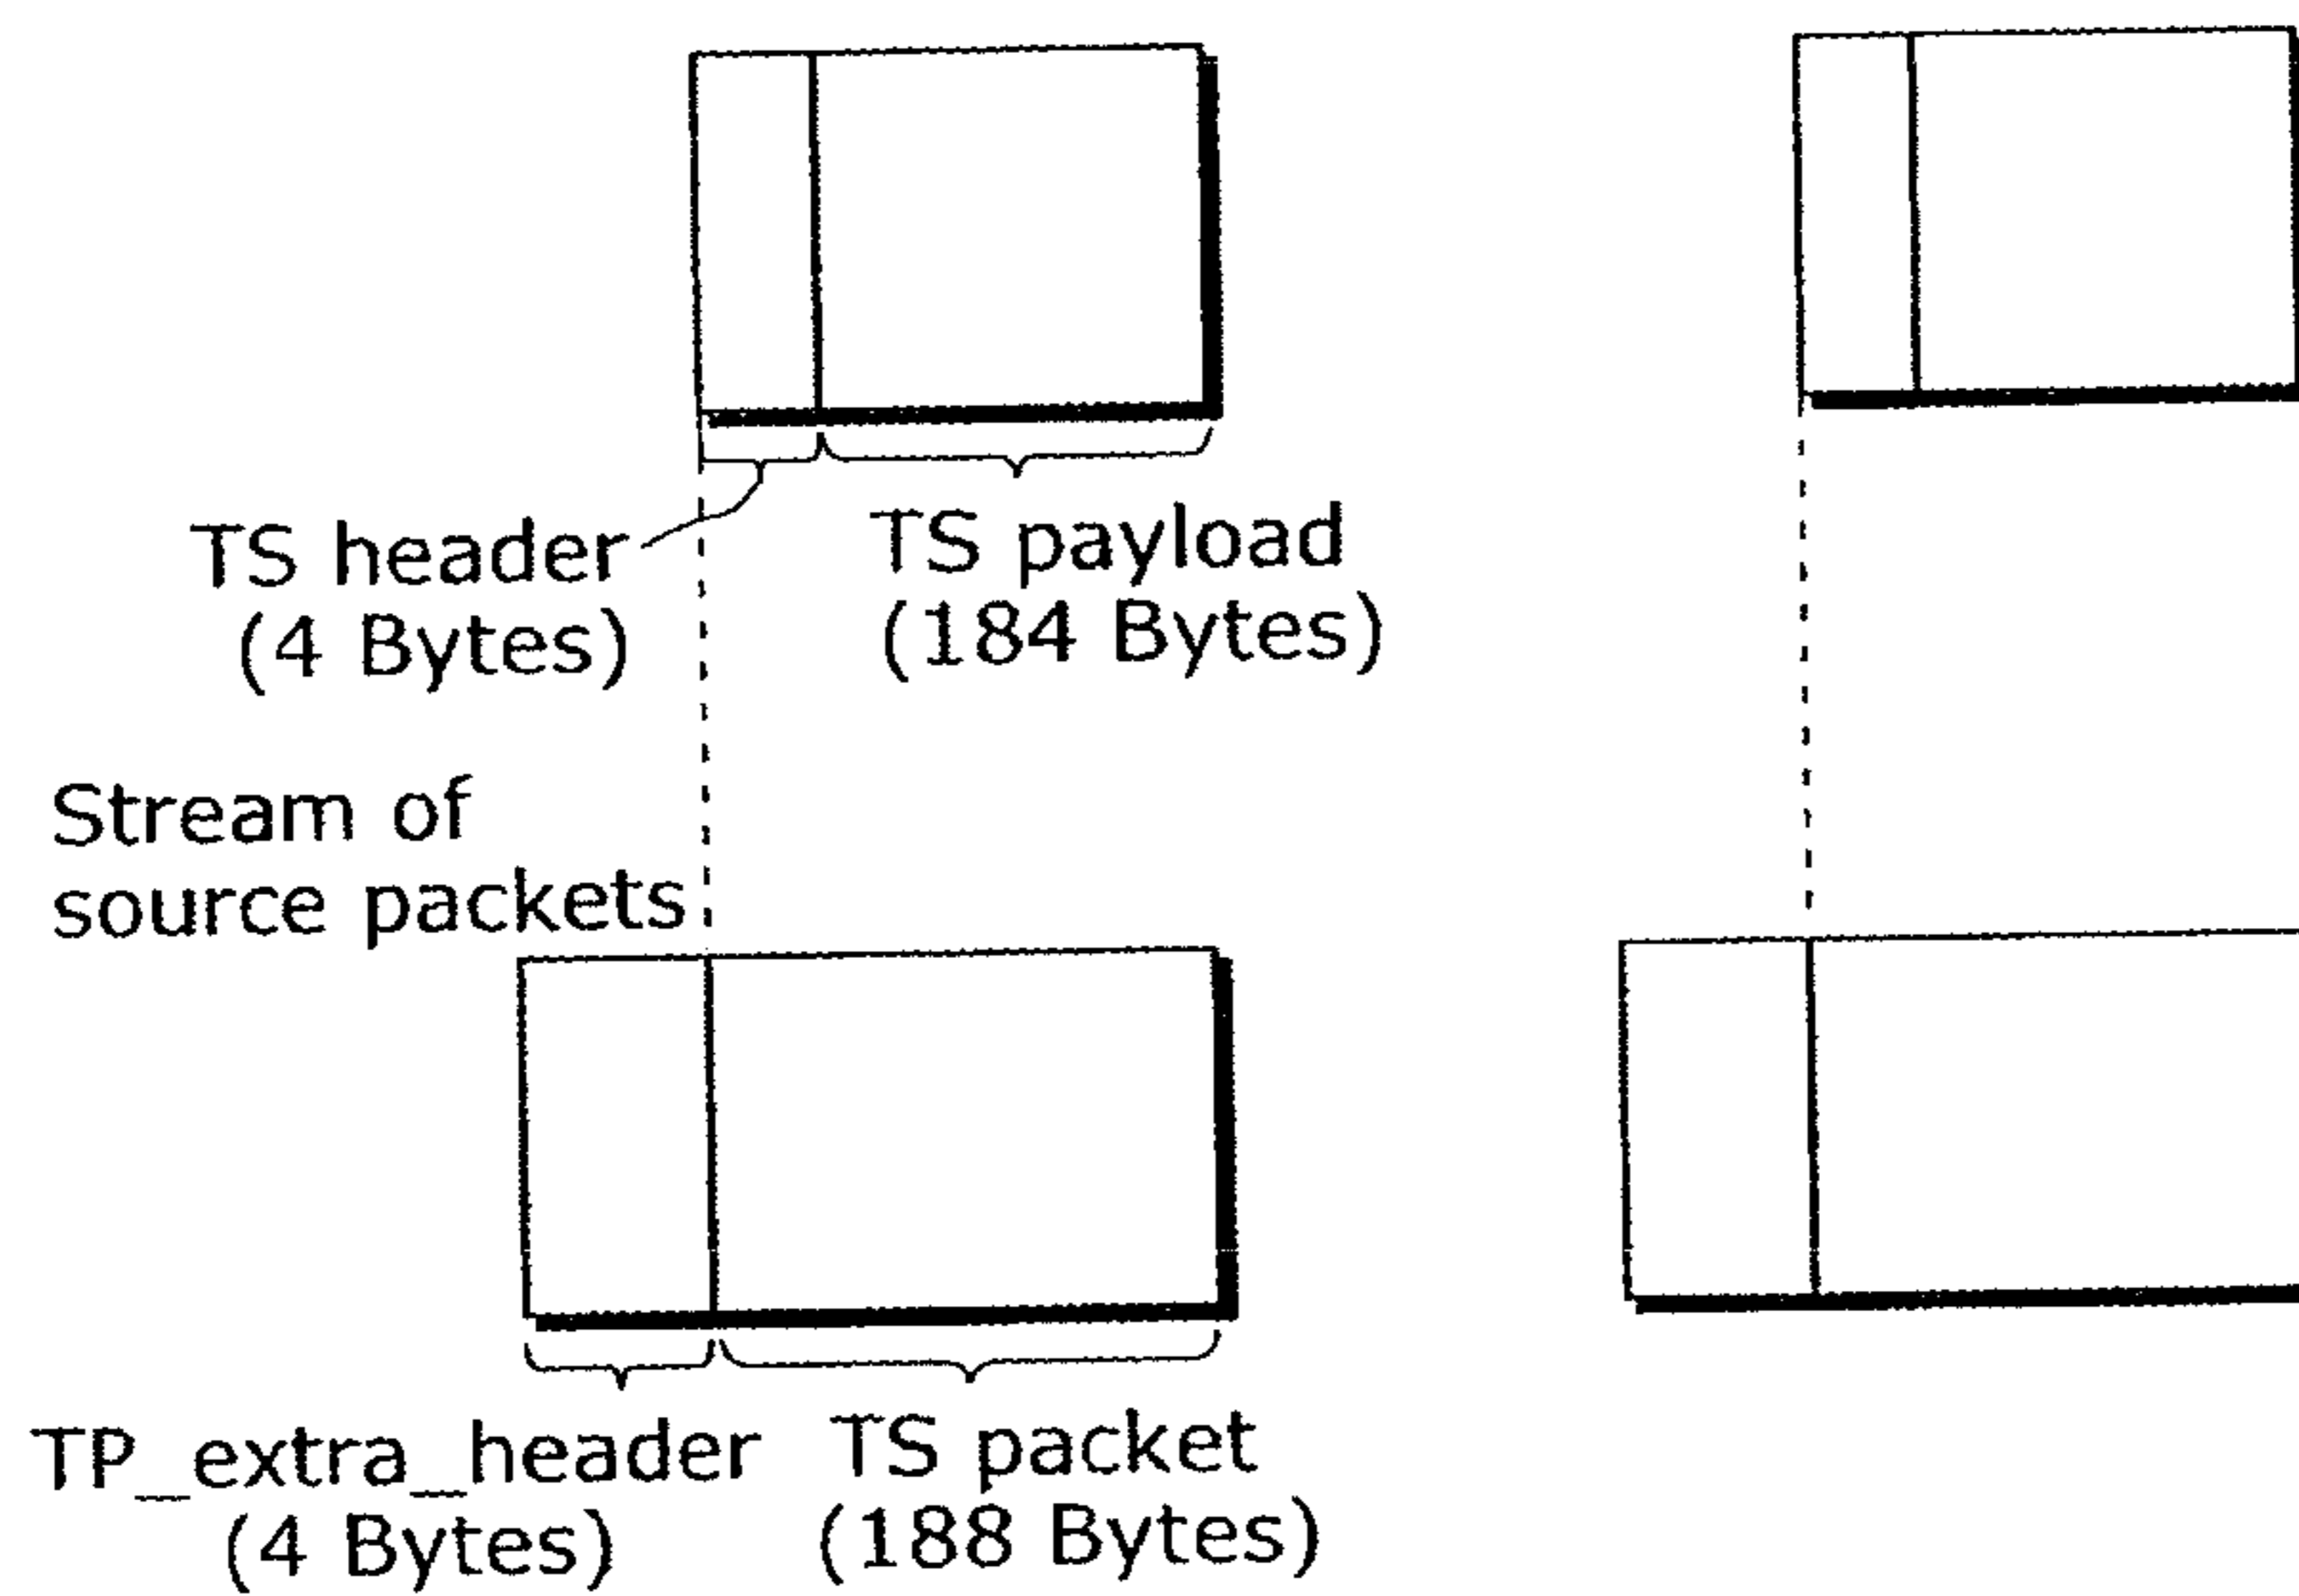 TS header
(4 Bytes)
TS payload
(184 Bytes)
Stream of
source packets
TP_extra_header
(4 Bytes)
TS packet
(188 Bytes)